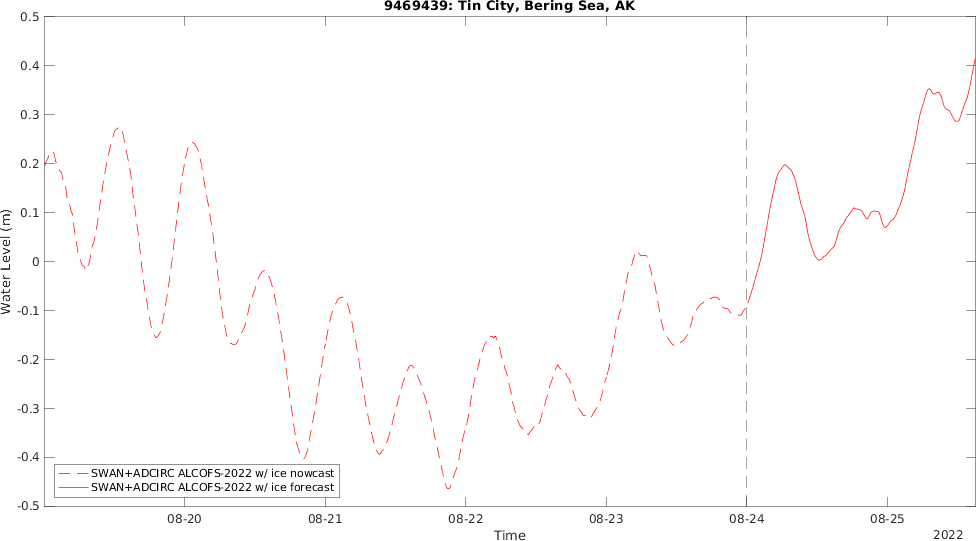 9469439: Tin City, Bering Sea, AK
0.5
0.4
0.3
0.2
0.1
0
-0.1
-0.2
-0.3
-0.4
-0.5
Water Level (m)
SWAN+ADCIRC ALCOFS-2022 w/ ice nowcast
SWAN+ADCIRC ALCOFS-2022 w/ ice forecast
08-20 08-21 08-22 08-23 08-24 08-25
Time
2022